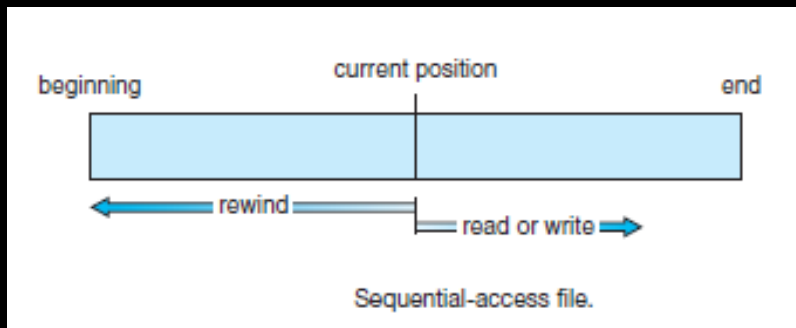 current position
beginning
end
rewind
read or write
Sequential-access file.